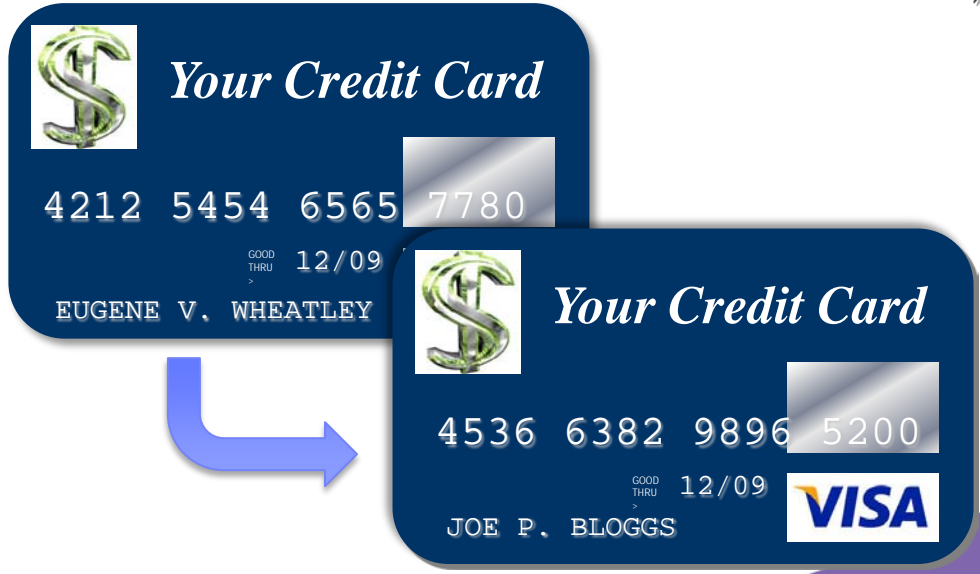 Your Credit Card
4212 5454 6565 7780
GOOD
THRU
>
12/09
EUGENE V. WHEATLEY
Your Credit Card
4536 6382 9896 5200
GOOD
THRU
>
12/09
VISA
JOE P. BLOGGS